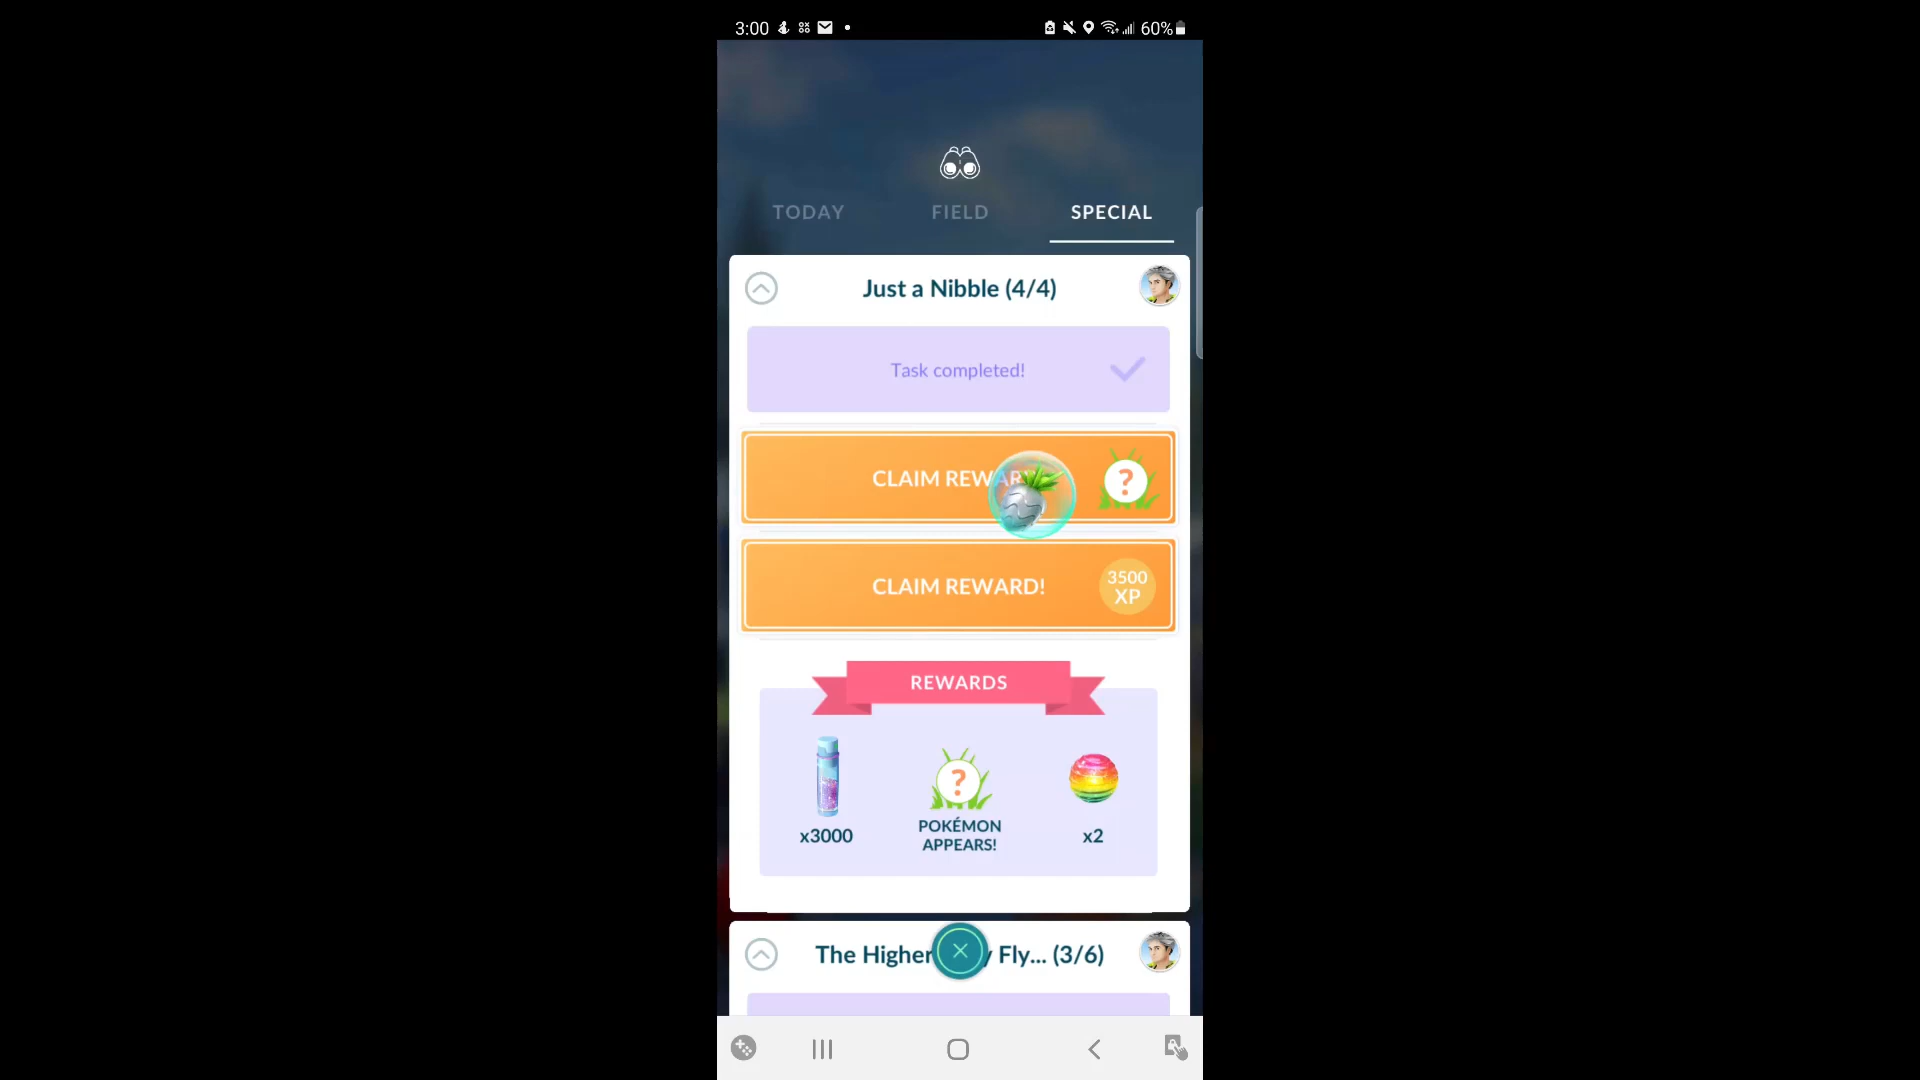 3:00
60%
TODAY FIELD SPECIAL
Just a Nibble (4/4)
Task completed!
CLAIM REWAR
?
CLAIM REWARD!
3500
XP
REWARDS
?
x3000
POKÉMON
APPEARS!
x2
The Higher y Fly... (3/6)